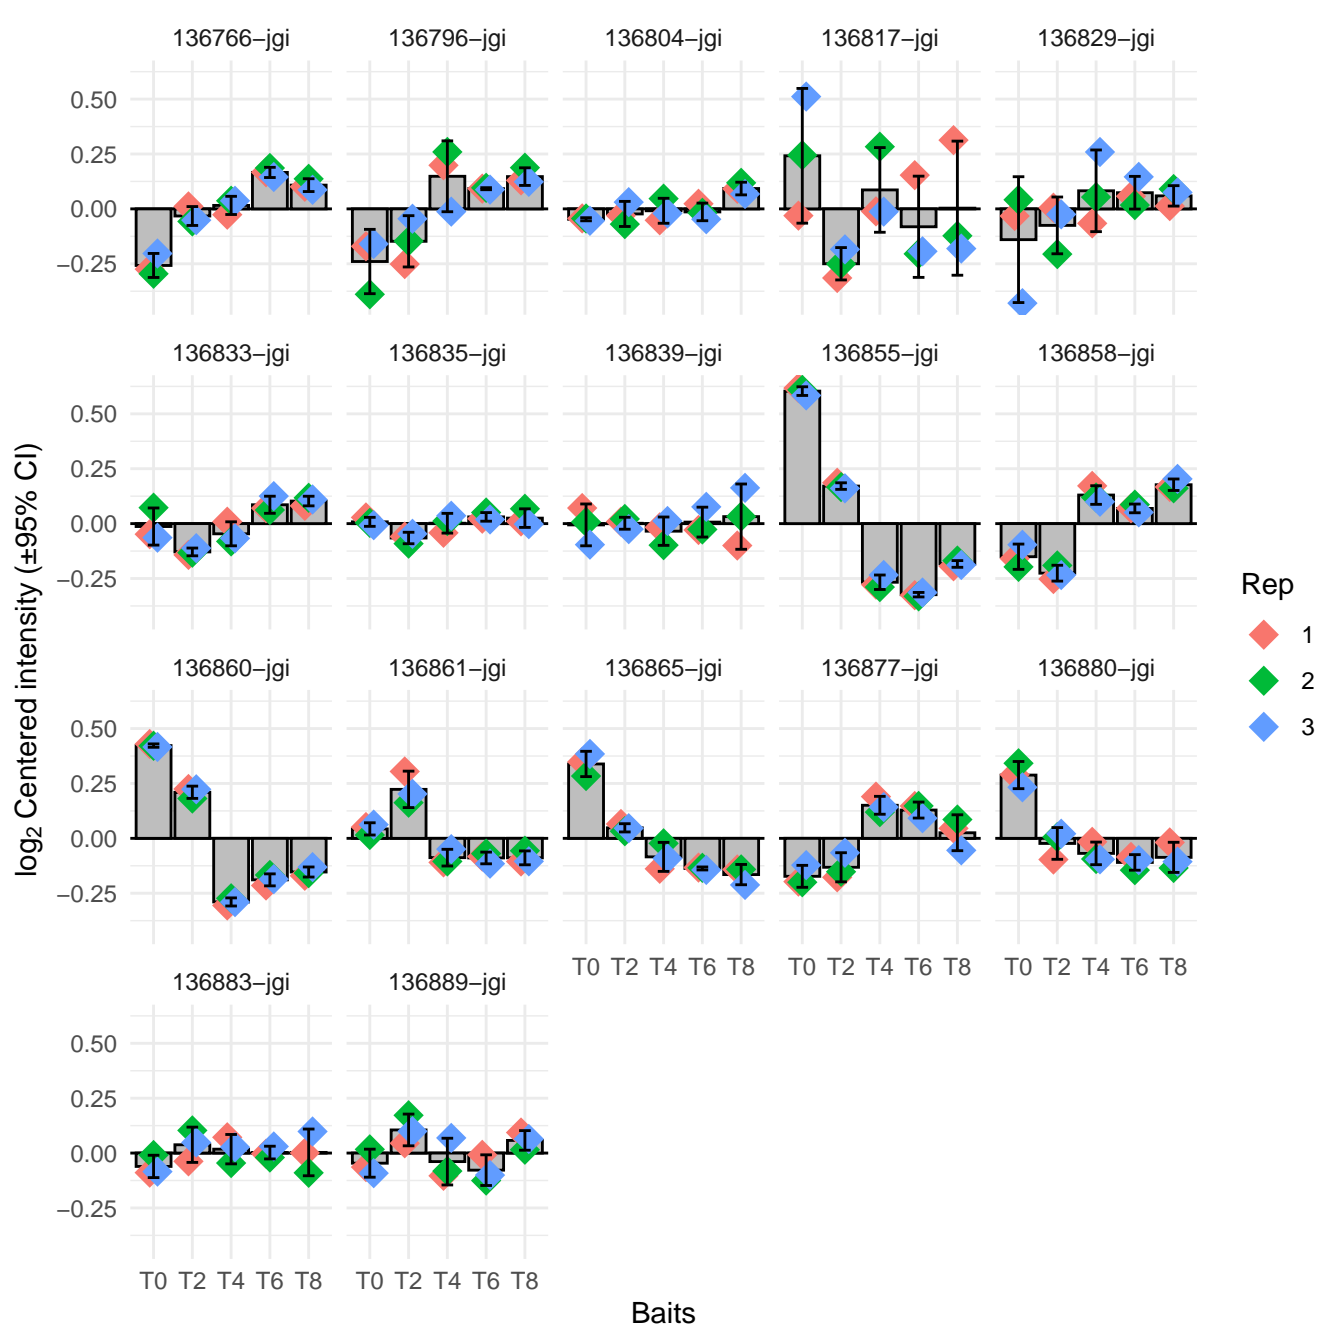 136766−jgi 136796−jgi 136804−jgi 136817−jgi 136829−jgi
0.50
0.25
0.00
−0.25
136833−jgi 136835−jgi 136839−jgi 136855−jgi 136858−jgi
0.50
0.25
0.00
−0.25
log2 Centered intensity (±95% CI)
Rep
1
2
3
136860−jgi 136861−jgi 136865−jgi 136877−jgi 136880−jgi
0.50
0.25
0.00
−0.25
T0 T2 T4 T6 T8 T0 T2 T4 T6 T8 T0 T2 T4 T6 T8
136883−jgi 136889−jgi
0.50
0.25
0.00
−0.25
T0 T2 T4 T6 T8 T0 T2 T4 T6 T8
Baits